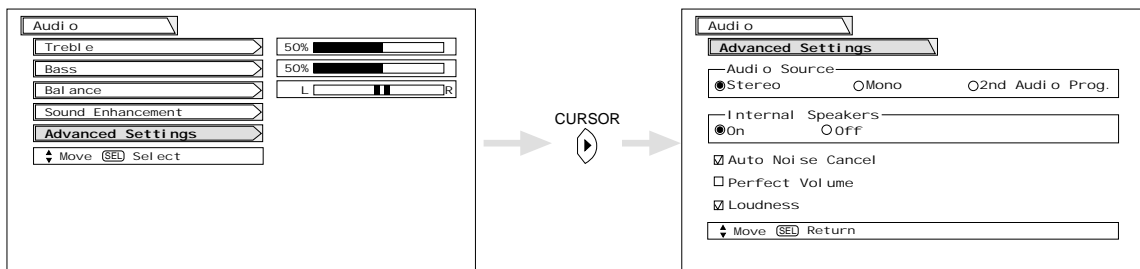 Audio
Treble
50%
Bass
50%
Balance
L R
Sound Enhancement
Advanced Settings
Move SEL Select
CURSOR
Audio
Advanced Settings
Audio Source
Stereo Mono 2nd Audio Prog.
Internal Speakers
On Off
Auto Noise Cancel
Perfect Volume
Loudness
Move SEL Return